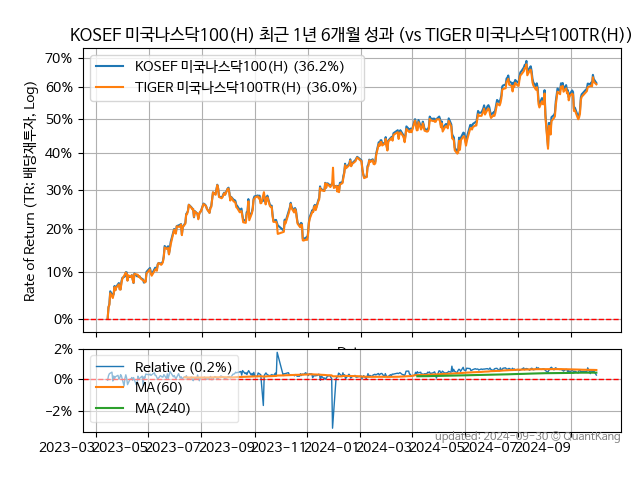 KOSEF 미국나스닥100(H) 최근 1년 6개월 성과 (vs TIGER 미국나스닥100TR(H))
70%
60%
50%
40%
30%
20%
10%
0%
Rate of Return (TR: 배당재투자, Log)
KOSEF 미국나스닥100(H) (36.2%)
TIGER 미국나스닥100TR(H) (36.0%)
2%
0%
−2%
Relative (0.2%)
MA(60)
MA(240)
updated: 2024-09-30 © QuantKang
2023-03
2023-05
2023-07
2023-09
2023-11
2024-01
2024-03
2024-05
2024-07
2024-09